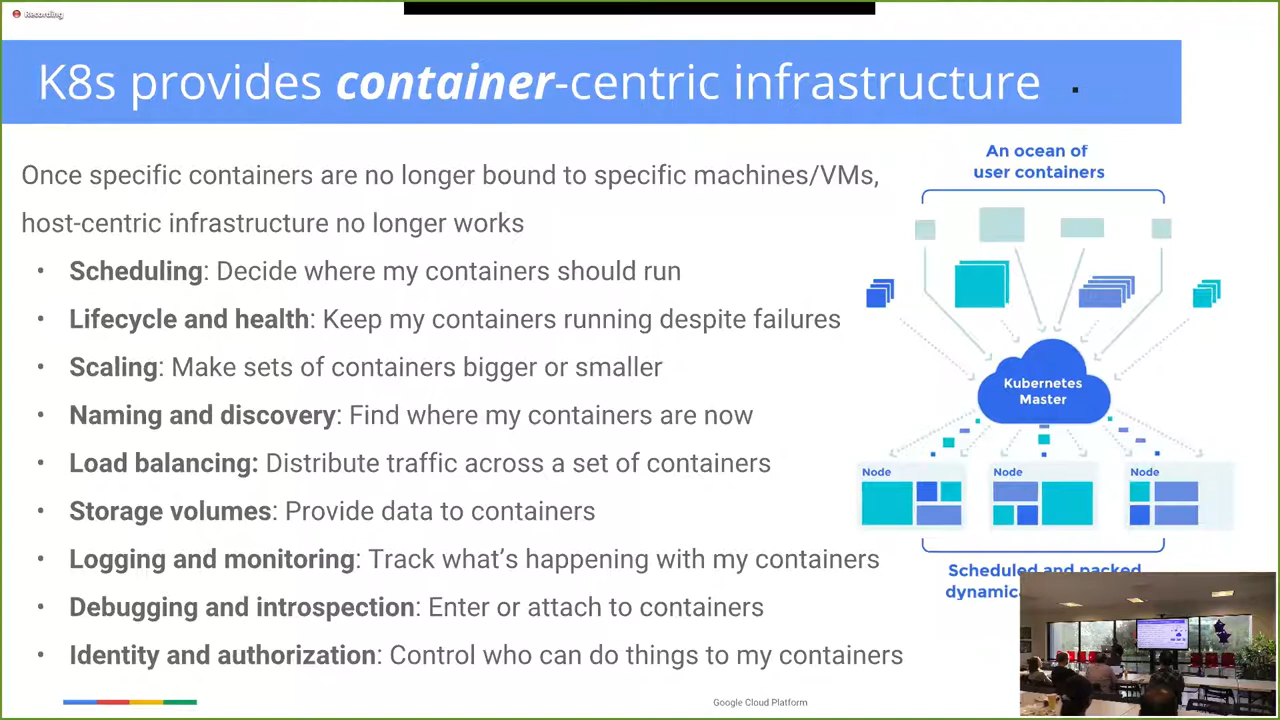 Recording
K8s provides container-centric infrastructure
Once specific containers are no longer bound to specific machines/VMs,
host-centric infrastructure no longer works
• Scheduling: Decide where my containers should run
• Lifecycle and health: Keep my containers running despite failures
• Scaling: Make sets of containers bigger or smaller
• Naming and discovery: Find where my containers are now
• Load balancing: Distribute traffic across a set of containers
• Storage volumes: Provide data to containers
• Logging and monitoring: Track what’s happening with my containers
• Debugging and introspection: Enter or attach to containers
• Identity and authorization: Control who can do things to my containers
An ocean of
user containers
Kubernetes
Master
Node
Node
Node
Scheduled and packed
Google Cloud Platform